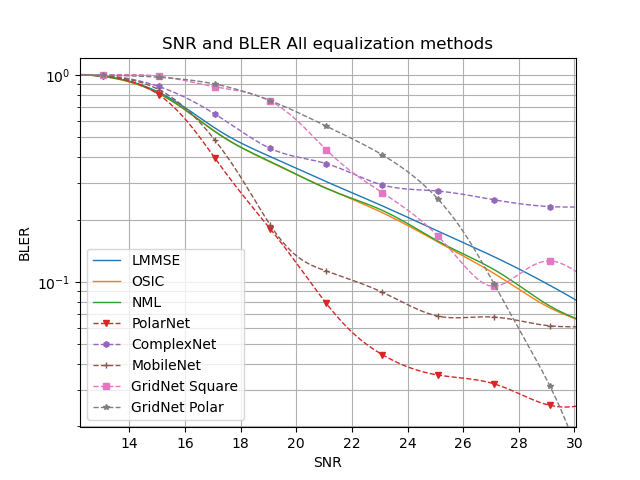 SNR and BLER All equalization methods
BLER
10⁰
10⁻¹
LMMSE
OSIC
NML
PolarNet
ComplexNet
MobileNet
GridNet Square
GridNet Polar
14 16 18 20 22 24 26 28 30
SNR